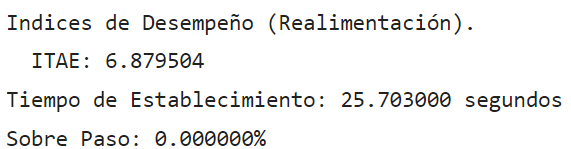 Indices de Desempeño (Realimentación).
ITAE: 6.879504
Tiempo de Establecimiento: 25.703000 segundos
Sobre Paso: 0.000000%